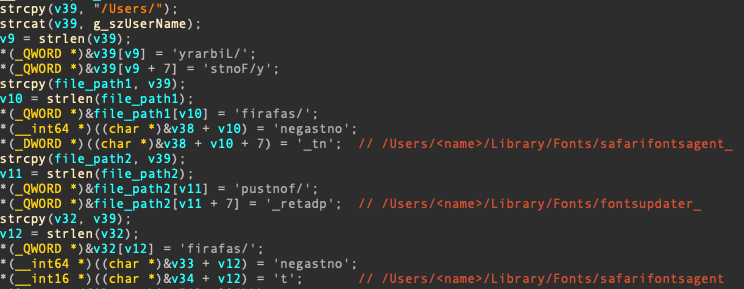 strcpy(v39, "/Users/");
strcat(v39, g_szUserName);
v9 = strlen(v39);
*(_QWORD *)&v39[v9] = 'yrarbiL/';
*(_QWORD *)&v39[v9 + 7] = 'stnoF/y';
strcpy(file_path1, v39);
v10 = strlen(file_path1);
*(_QWORD *)&file_path1[v10] = 'firafas/';
*(__int64 *)((char *)&v38 + v10) = 'negastno';
*(_DWORD *)((char *)&v38 + v10 + 7) = '_tn'; // /Users/<name>/Library/Fonts/safarifontsagent_
strcpy(file_path2, v39);
v11 = strlen(file_path2);
*(_QWORD *)&file_path2[v11] = 'pustnof/';
*(_QWORD *)&file_path2[v11 + 7] = '_retadp'; // /Users/<name>/Library/Fonts/fontsupdater_
strcpy(v32, v39);
v12 = strlen(v32);
*(_QWORD *)&v32[v12] = 'firafas/';
*(__int64 *)((char *)&v33 + v12) = 'negastno';
*(__int16 *)((char *)&v34 + v12) = 't'; // /Users/<name>/Library/Fonts/safarifontsagent